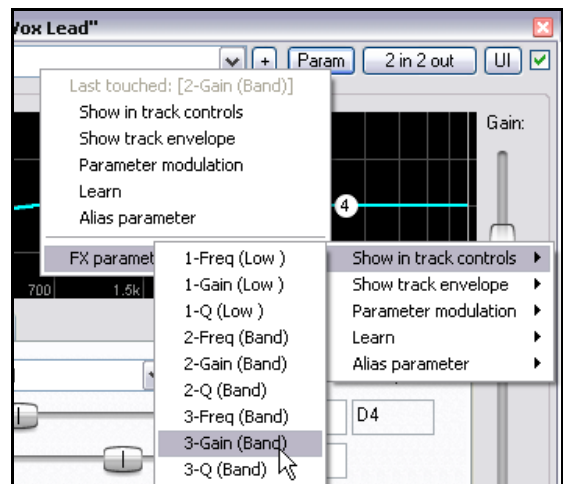 Vox Lead"
+ Param 2 in 2 out UI
Last touched: [2-Gain (Band)]
Show in track controls
Show track envelope
Parameter modulation
Learn
Alias parameter
FX paramet
Gain:
4
700 1.5k
1-Freq (Low )
1-Gain (Low )
1-Q (Low )
2-Freq (Band)
2-Gain (Band)
2-Q (Band)
3-Freq (Band)
3-Gain (Band)
3-Q (Band)
Show in track controls
Show track envelope
Parameter modulation
Learn
Alias parameter
D4